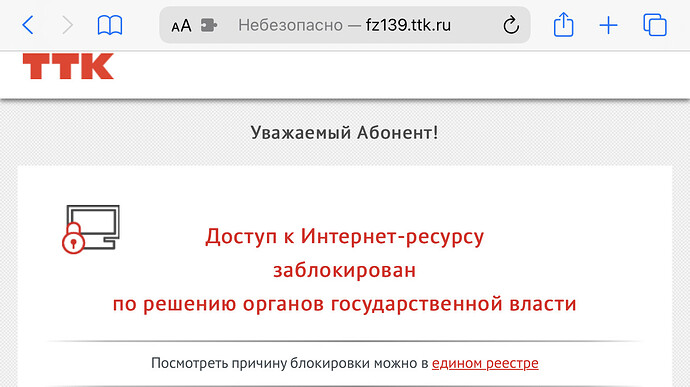 AA Небезопасно — fz139.ttk.ru
ТТК
Уважаемый Абонент!
Доступ к Интернет-ресурсу
заблокирован
по решению органов государственной власти
Посмотреть причину блокировки можно в едином реестре